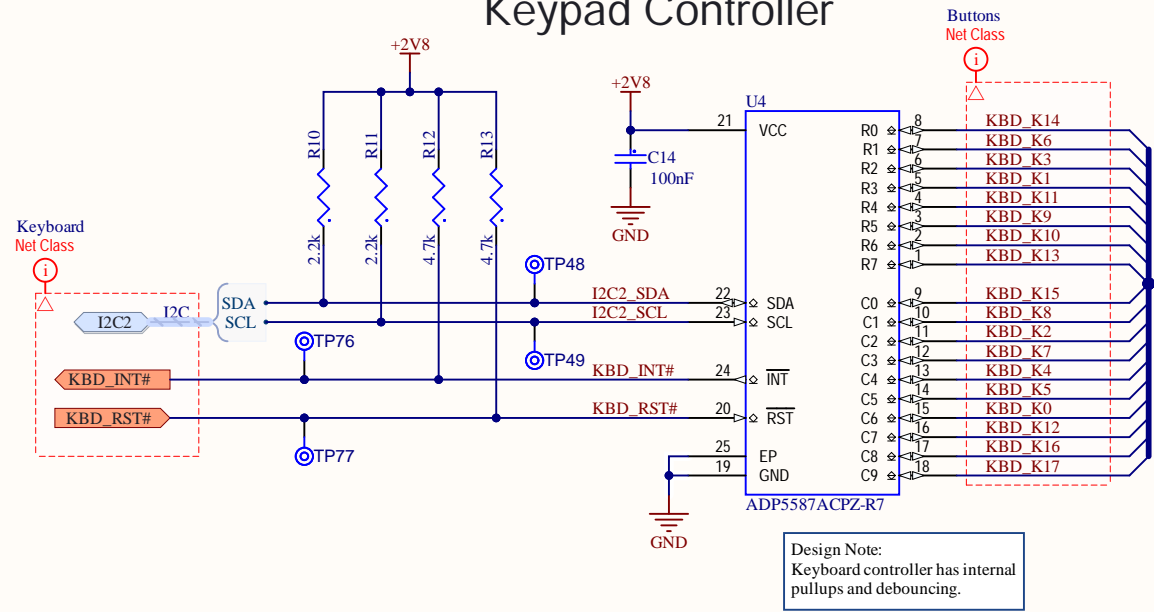 Keypad Controller
Buttons
Net Class
i
+2V8
+2V8
U4
R10
R11
R12
R13
2.2k
2.2k
4.7k
4.7k
C14
100nF
GND
21 VCC
R0 8 KBD_K14
R1 7 KBD_K6
R2 6 KBD_K3
R3 5 KBD_K1
R4 4 KBD_K11
R5 3 KBD_K9
R6 2 KBD_K10
R7 1 KBD_K13
Keyboard
Net Class
i
TP48
I2C2 I2C SDA I2C2_SDA 22 SDA
SCL I2C2_SCL 23 SCL
C0 9 KBD_K15
C1 10 KBD_K8
C2 11 KBD_K2
C3 12 KBD_K7
C4 13 KBD_K4
C5 14 KBD_K5
C6 15 KBD_K0
C7 16 KBD_K12
C8 17 KBD_K16
C9 18 KBD_K17
TP76
TP49
KBD_INT# KBD_INT# 24 INT
KBD_RST# KBD_RST# 20 RST
TP77
25 EP
19 GND
ADP5587ACPZ-R7
GND
Design Note:
Keyboard controller has internal
pullups and debouncing.